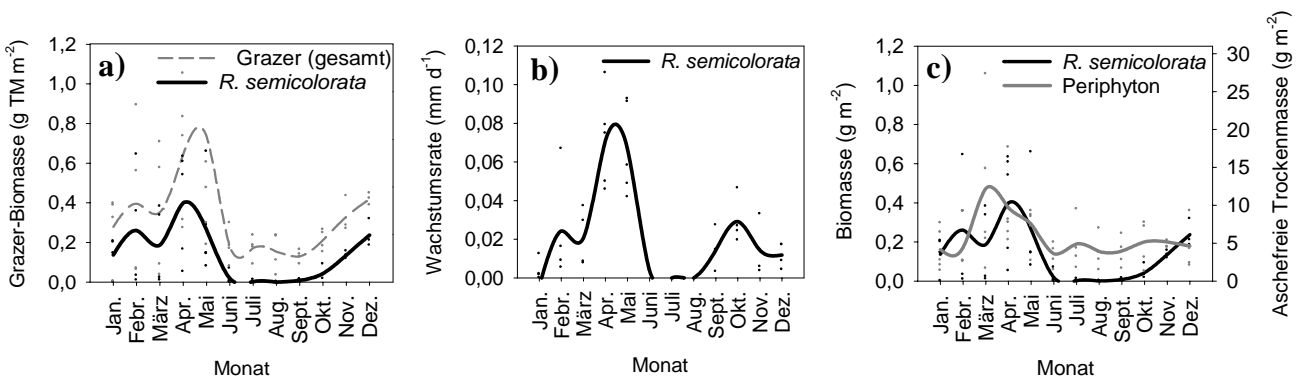 a)
Grazer (gesamt)
R. semicolorata
Grazer-Biomasse (g TM m⁻²)
1,2
1,0
0,8
0,6
0,4
0,2
0,0
Jan.
Febr.
März
Apr.
Mai
Juni
Juli
Aug.
Sept.
Okt.
Nov.
Dez.
Monat
b)
R. semicolorata
Wachstumsrate (mm d⁻¹)
0,12
0,10
0,08
0,06
0,04
0,02
0,00
Jan.
Febr.
März
Apr.
Mai
Juni
Juli
Aug.
Sept.
Okt.
Nov.
Dez.
Monat
c)
R. semicolorata
Periphyton
Biomasse (g m⁻²)
1,2
1,0
0,8
0,6
0,4
0,2
0,0
Jan.
Febr.
März
Apr.
Mai
Juni
Juli
Aug.
Sept.
Okt.
Nov.
Dez.
Monat
30
25
20
15
10
5
0
Aschefreie Trockenmasse (g m⁻²)